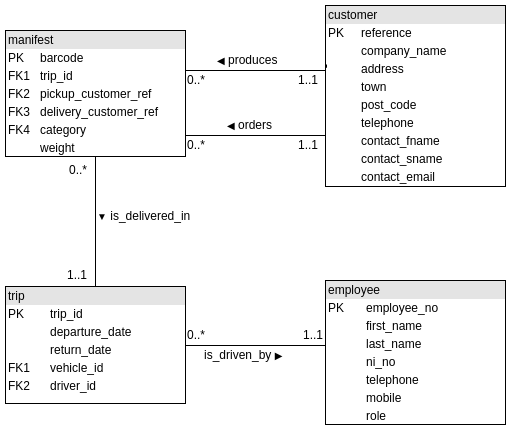 customer
PK reference
company_name
address
town
post_code
telephone
contact_fname
contact_sname
contact_email
manifest
PK barcode
FK1 trip_id
FK2 pickup_customer_ref
FK3 delivery_customer_ref
FK4 category
weight
◀ produces
0..* 1..1
◀ orders
0..* 1..1
0..*
▼ is_delivered_in
1..1
trip
PK trip_id
departure_date
return_date
FK1 vehicle_id
FK2 driver_id
0..* 1..1
is_driven_by ▶
employee
PK employee_no
first_name
last_name
ni_no
telephone
mobile
role